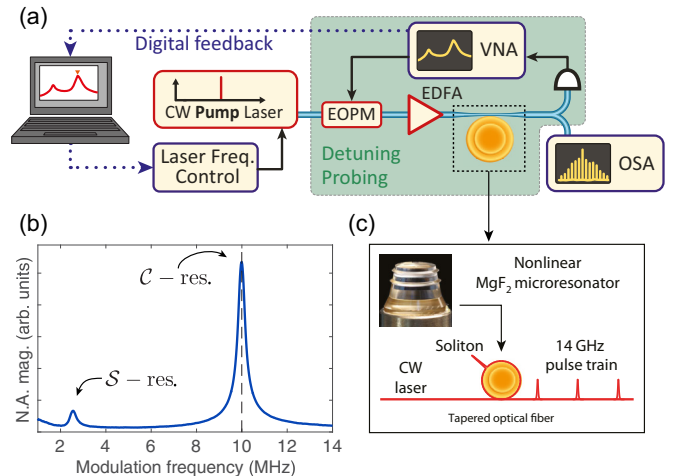 (a)
Digital feedback
VNA
CW Pump Laser
EOPM
EDFA
Laser Freq.
Control
Detuning
Probing
OSA
(b)
C – res.
S – res.
N.A. mag. (arb. units)
2
4
6
8
10
12
14
Modulation frequency (MHz)
(c)
Nonlinear
MgF2 microresonator
Soliton
14 GHz
pulse train
CW
laser
Tapered optical fiber